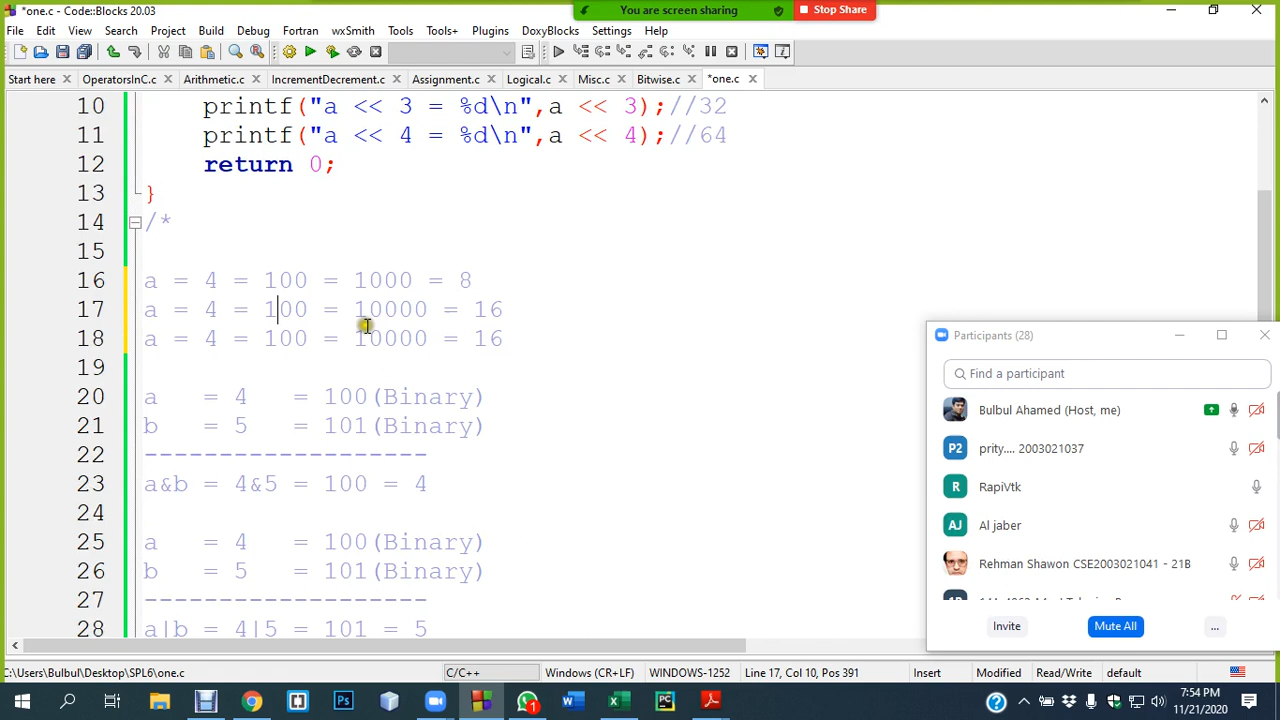 *one.c - Code::Blocks 20.03
You are screen sharing
Stop Share
File Edit View Search Project Build Debug Fortran wxSmith Tools Tools+ Plugins DoxyBlocks Settings Help
Start here OperatorsInC.c Arithmetic.c IncrementDecrement.c Assignment.c Logical.c Misc.c Bitwise.c *one.c
10 printf("a << 3 = %d\n",a << 3);//32
11 printf("a << 4 = %d\n",a << 4);//64
12 return 0;
13 }
14 /*
15
16 a = 4 = 100 = 1000 = 8
17 a = 4 = 100 = 10000 = 16
18 a = 4 = 100 = 10000 = 16
19
20 a = 4 = 100(Binary)
21 b = 5 = 101(Binary)
22 -------------------
23 a&b = 4&5 = 100 = 4
24
25 a = 4 = 100(Binary)
26 b = 5 = 101(Binary)
27 -------------------
28 a|b = 4|5 = 101 = 5
Participants (28)
Find a participant
Bulbul Ahamed (Host, me)
P2 prity.... 2003021037
R RapiVtk
AJ Al jaber
Rehman Shawon CSE2003021041 - 21B
Invite Mute All ...
C:\Users\Bulbul\Desktop\SPL6\one.c C/C++ Windows (CR+LF) WINDOWS-1252 Line 17, Col 10, Pos 391 Insert Modified Read/Write default
7:54 PM
11/21/2020